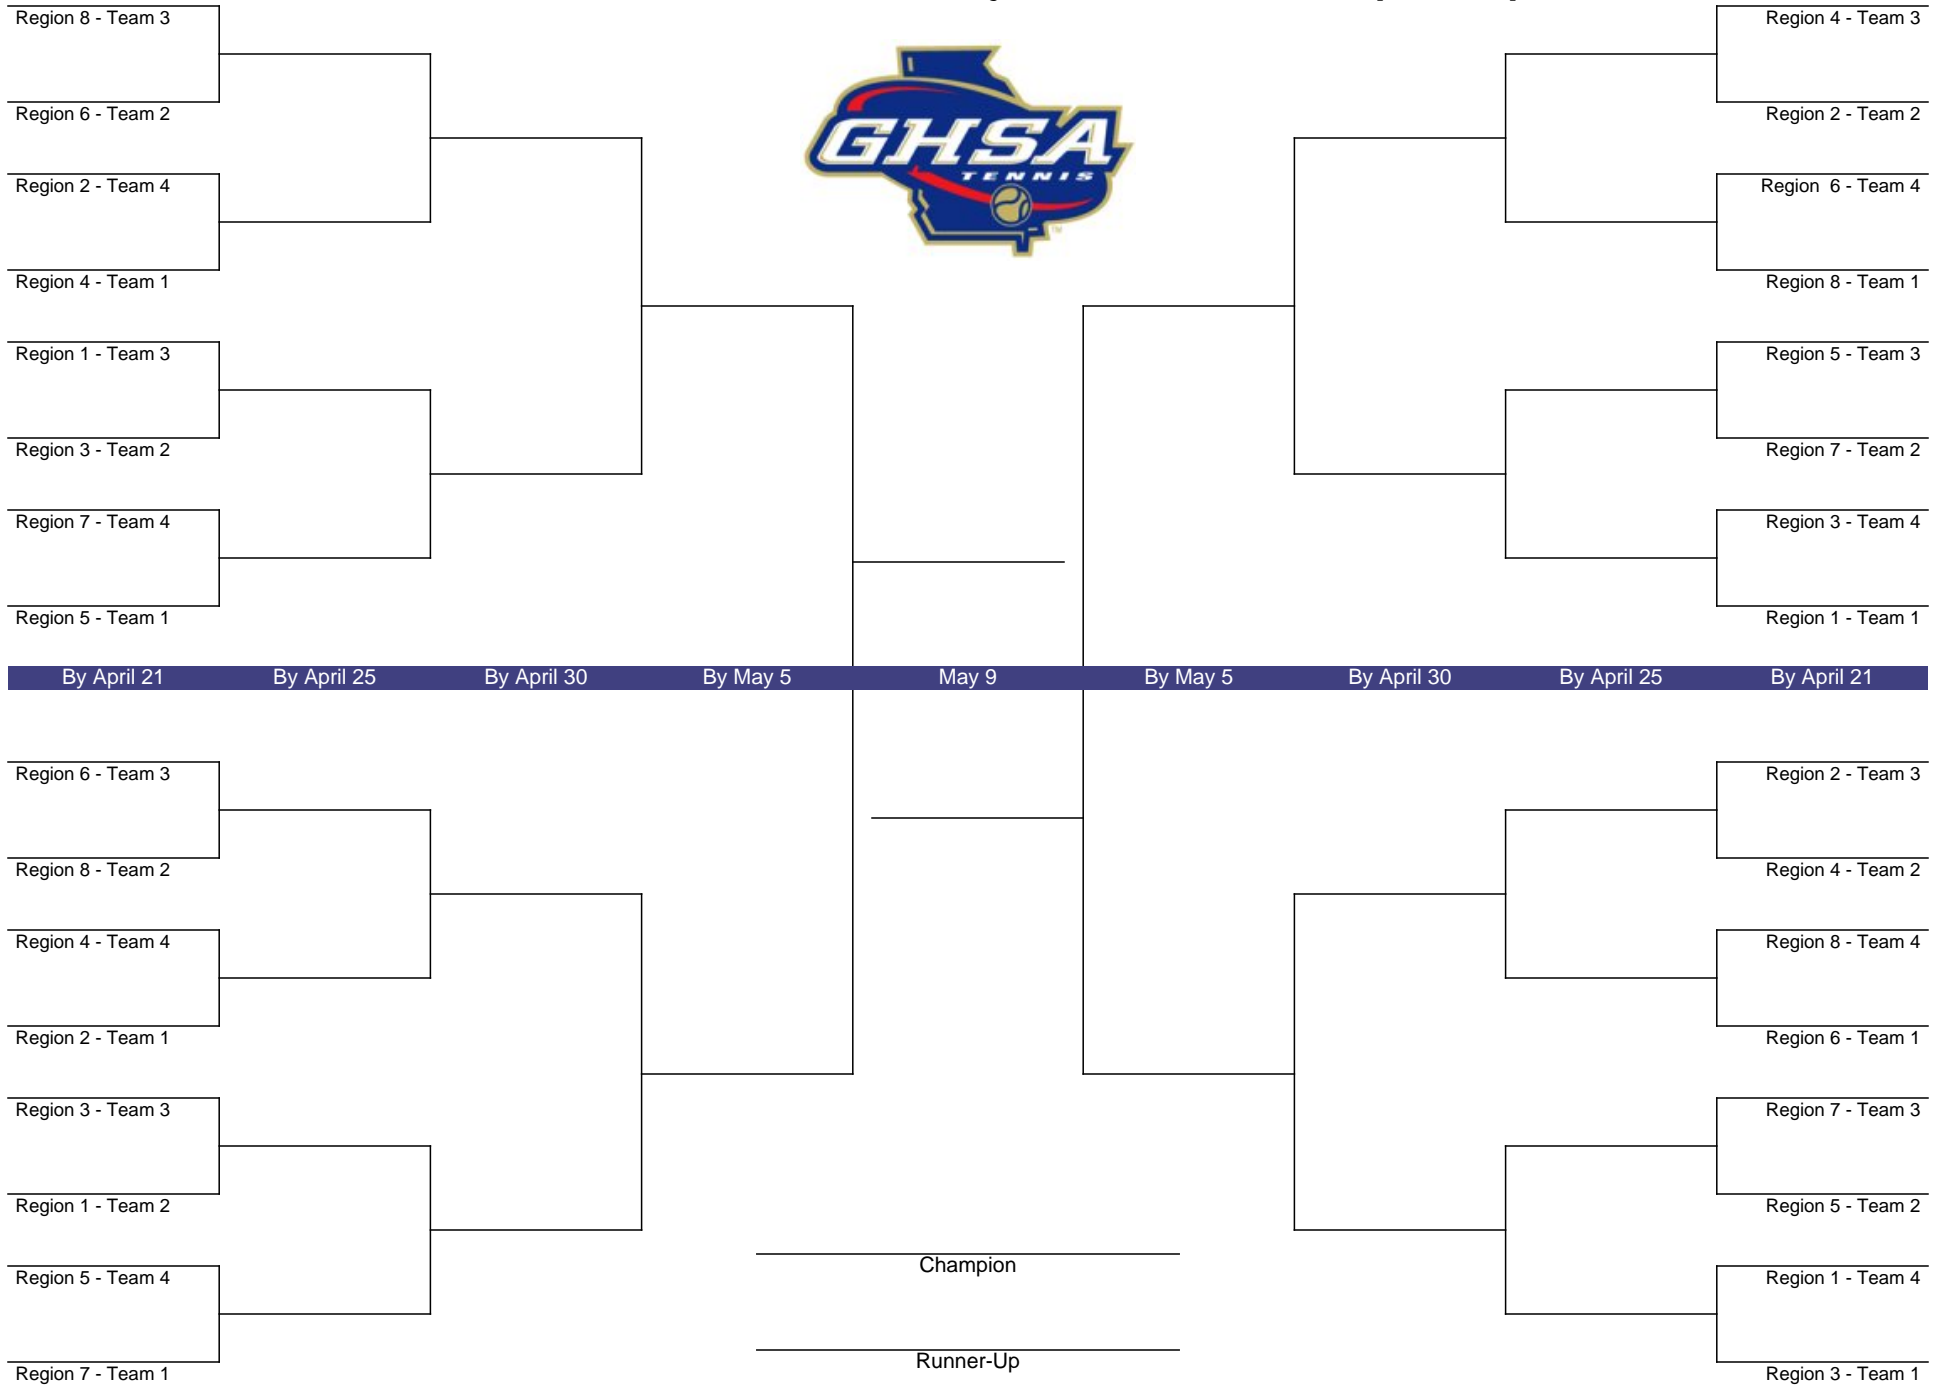 Region 8 - Team 3
Region 4 - Team 3
Region 6 - Team 2
Region 2 - Team 2
GHSA
TENNIS
TM
Region 2 - Team 4
Region  6 - Team 4
Region 4 - Team 1
Region 8 - Team 1
Region 1 - Team 3
Region 5 - Team 3
Region 3 - Team 2
Region 7 - Team 2
Region 7 - Team 4
Region 3 - Team 4
Region 5 - Team 1
Region 1 - Team 1
By April 21 By April 25 By April 30 By May 5 May 9 By May 5 By April 30 By April 25 By April 21
Region 6 - Team 3
Region 2 - Team 3
Region 8 - Team 2
Region 4 - Team 2
Region 4 - Team 4
Region 8 - Team 4
Region 2 - Team 1
Region 6 - Team 1
Region 3 - Team 3
Region 7 - Team 3
Region 1 - Team 2
Region 5 - Team 2
Champion
Region 5 - Team 4
Region 1 - Team 4
Runner-Up
Region 7 - Team 1
Region 3 - Team 1